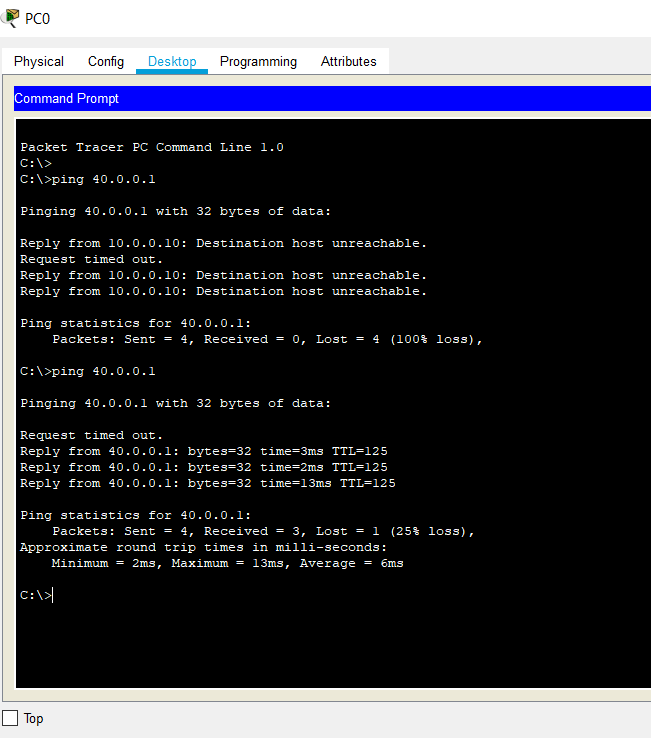 PC0
Physical Config Desktop Programming Attributes
Command Prompt
Packet Tracer PC Command Line 1.0
C:\>
C:\>ping 40.0.0.1
Pinging 40.0.0.1 with 32 bytes of data:
Reply from 10.0.0.10: Destination host unreachable.
Request timed out.
Reply from 10.0.0.10: Destination host unreachable.
Reply from 10.0.0.10: Destination host unreachable.
Ping statistics for 40.0.0.1:
Packets: Sent = 4, Received = 0, Lost = 4 (100% loss),
C:\>ping 40.0.0.1
Pinging 40.0.0.1 with 32 bytes of data:
Request timed out.
Reply from 40.0.0.1: bytes=32 time=3ms TTL=125
Reply from 40.0.0.1: bytes=32 time=2ms TTL=125
Reply from 40.0.0.1: bytes=32 time=13ms TTL=125
Ping statistics for 40.0.0.1:
Packets: Sent = 4, Received = 3, Lost = 1 (25% loss),
Approximate round trip times in milli-seconds:
Minimum = 2ms, Maximum = 13ms, Average = 6ms
C:\>
Top